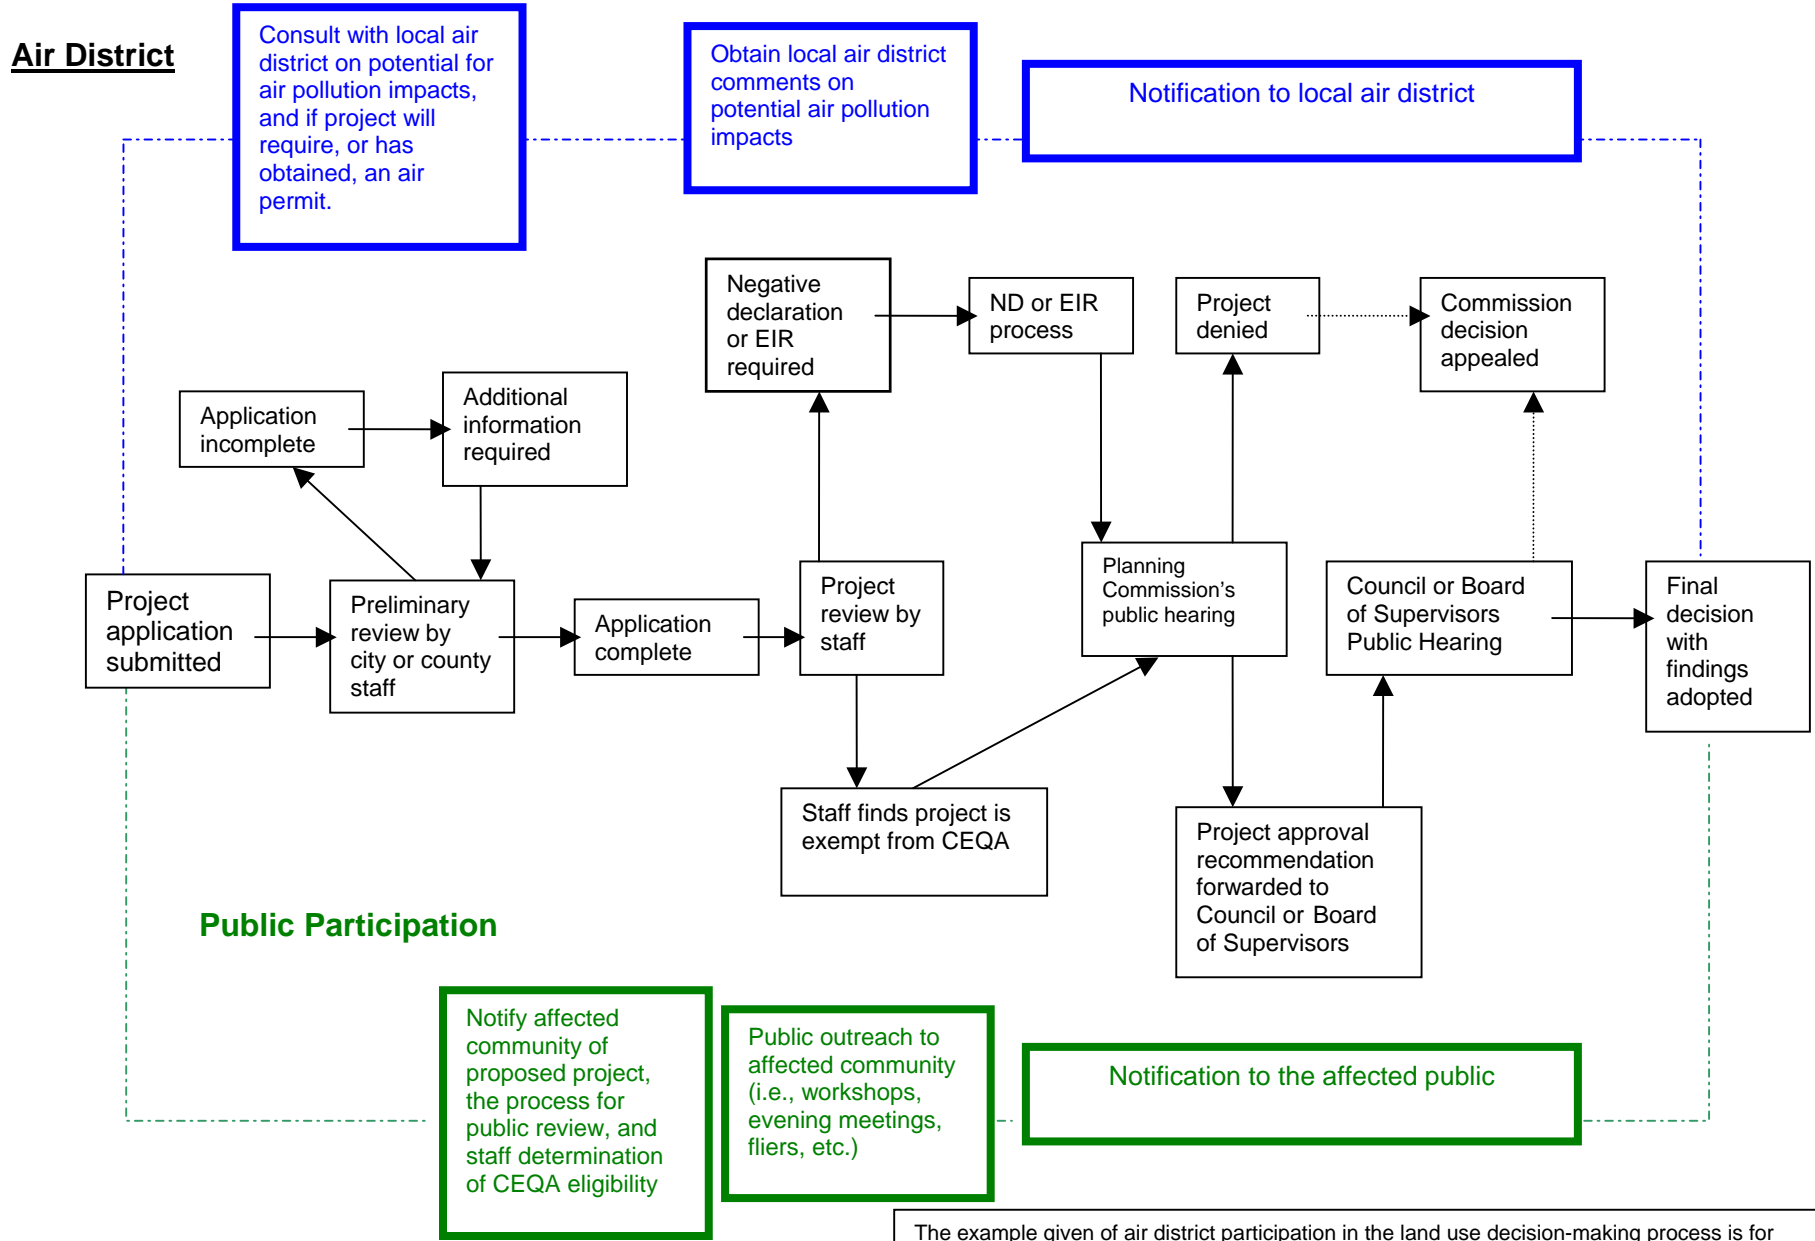 Air District
Consult with local air
district on potential for
air pollution impacts,
and if project will
require, or has
obtained, an air
permit.
Obtain local air district
comments on
potential air pollution
impacts
Notification to local air district
Negative
declaration
or EIR
required
ND or EIR
process
Project
denied
Commission
decision
appealed
Application
incomplete
Additional
information
required
Project
application
submitted
Preliminary
review by
city or county
staff
Application
complete
Project
review by
staff
Planning
Commission's
public hearing
Council or Board
of Supervisors
Public Hearing
Final
decision
with
findings
adopted
Staff finds project is
exempt from CEQA
Project approval
recommendation
forwarded to
Council or Board
of Supervisors
Public Participation
Notify affected
community of
proposed project,
the process for
public review, and
staff determination
of CEQA eligibility
Public outreach to
affected community
(i.e., workshops,
evening meetings,
fliers, etc.)
Notification to the affected public
The example given of air district participation in the land use decision-making process is for